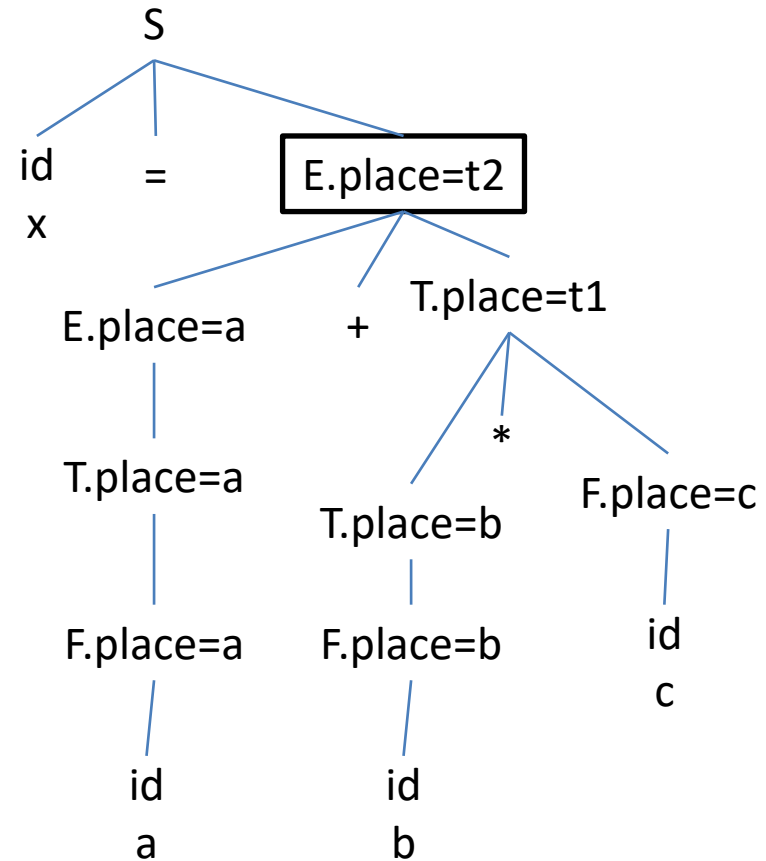 S
id
x
=
E.place=t2
E.place=a
+
T.place=t1
*
T.place=a
T.place=b
F.place=c
F.place=a
F.place=b
id
c
id
a
id
b